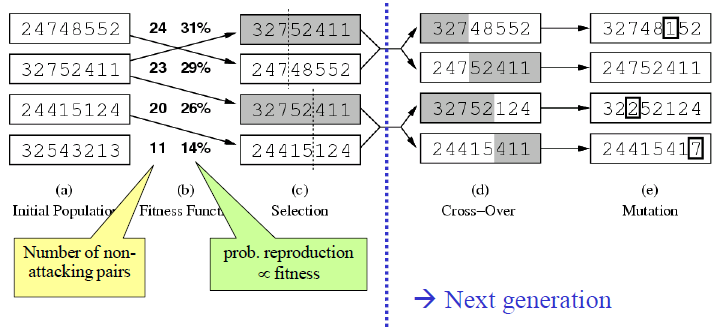 24748552 24 31% 32752411 32748552 32748152
32752411 23 29% 24748552 24752411 24752411
24415124 20 26% 32752411 32752124 32252124
32543213 11 14% 24415124 24415411 24415417
(a) (b) (c) (d) (e)
Initial Population Fitness Funct Selection Cross–Over Mutation
Number of non-
attacking pairs
prob. reproduction
∝ fitness
→ Next generation